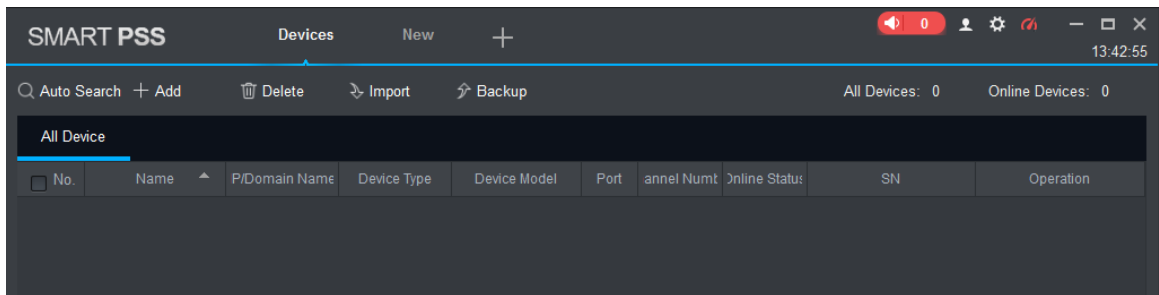 SMART PSS Devices New 0
13:42:55
Auto Search Add Delete Import Backup All Devices: 0 Online Devices: 0
All Device
No. Name P/Domain Name Device Type Device Model Port annel Numb Online Status SN Operation